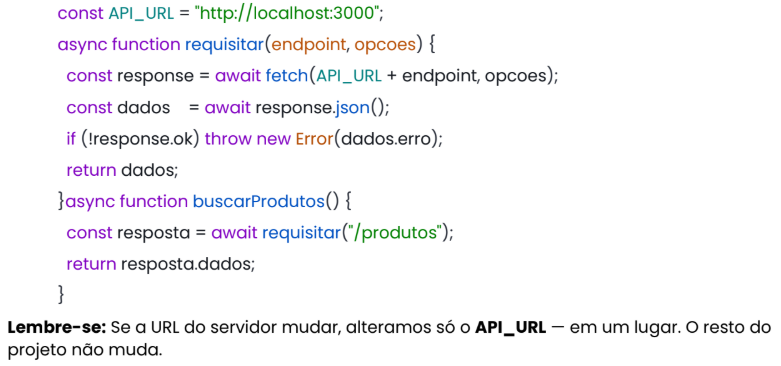 const API_URL = "http://localhost:3000";
async function requisitar(endpoint, opcoes) {
  const response = await fetch(API_URL + endpoint, opcoes);
  const dados    = await response.json();
  if (!response.ok) throw new Error(dados.erro);
  return dados;
}async function buscarProdutos() {
  const resposta = await requisitar("/produtos");
  return resposta.dados;
}
Lembre-se: Se a URL do servidor mudar, alteramos só o API_URL — em um lugar. O resto do
projeto não muda.